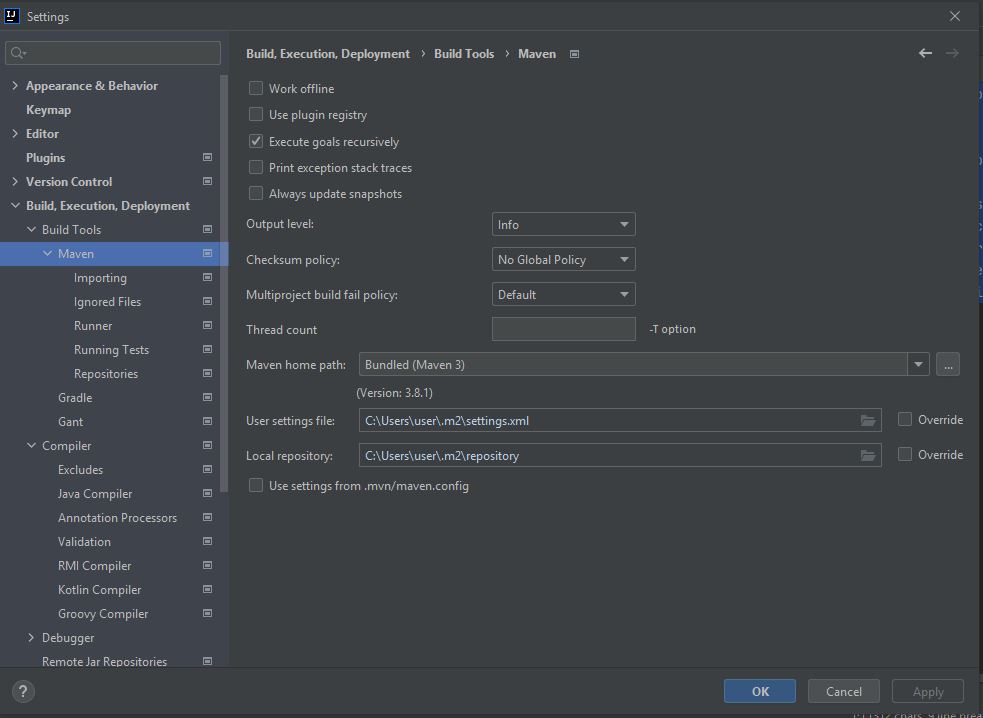 IJ Settings
Appearance & Behavior
Keymap
Editor
Plugins
Version Control
Build, Execution, Deployment
Build Tools
Maven
Importing
Ignored Files
Runner
Running Tests
Repositories
Gradle
Gant
Compiler
Excludes
Java Compiler
Annotation Processors
Validation
RMI Compiler
Kotlin Compiler
Groovy Compiler
Debugger
Remote Jar Repositories
Build, Execution, Deployment › Build Tools › Maven
Work offline
Use plugin registry
Execute goals recursively
Print exception stack traces
Always update snapshots
Output level: Info
Checksum policy: No Global Policy
Multiproject build fail policy: Default
Thread count -T option
Maven home path: Bundled (Maven 3) ...
(Version: 3.8.1)
User settings file: C:\Users\user\.m2\settings.xml Override
Local repository: C:\Users\user\.m2\repository Override
Use settings from .mvn/maven.config
? OK Cancel Apply